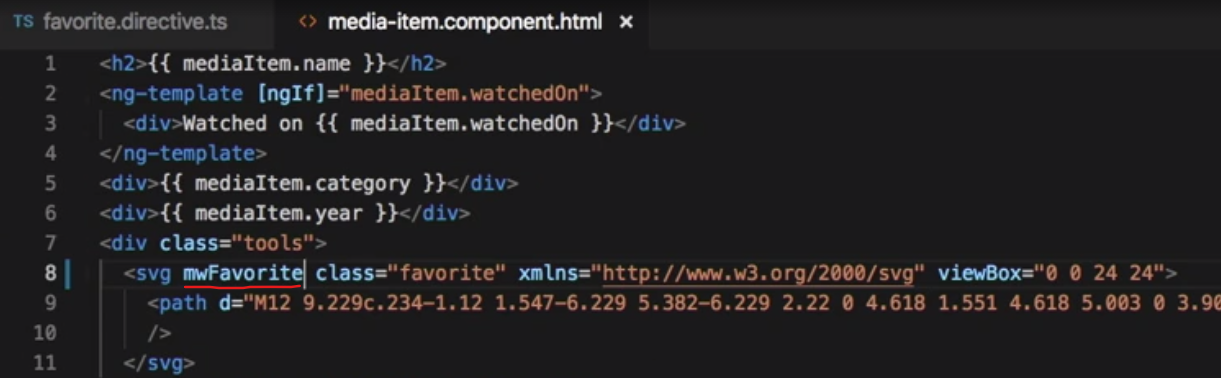 TS favorite.directive.ts <> media-item.component.html ×
1 <h2>{{ mediaItem.name }}</h2>
2 <ng-template [ngIf]="mediaItem.watchedOn">
3 <div>Watched on {{ mediaItem.watchedOn }}</div>
4 </ng-template>
5 <div>{{ mediaItem.category }}</div>
6 <div>{{ mediaItem.year }}</div>
7 <div class="tools">
8 <svg mwFavorite class="favorite" xmlns="http://www.w3.org/2000/svg" viewBox="0 0 24 24">
9 <path d="M12 9.229c.234-1.12 1.547-6.229 5.382-6.229 2.22 0 4.618 1.551 4.618 5.003 0 3.90
10 />
11 </svg>